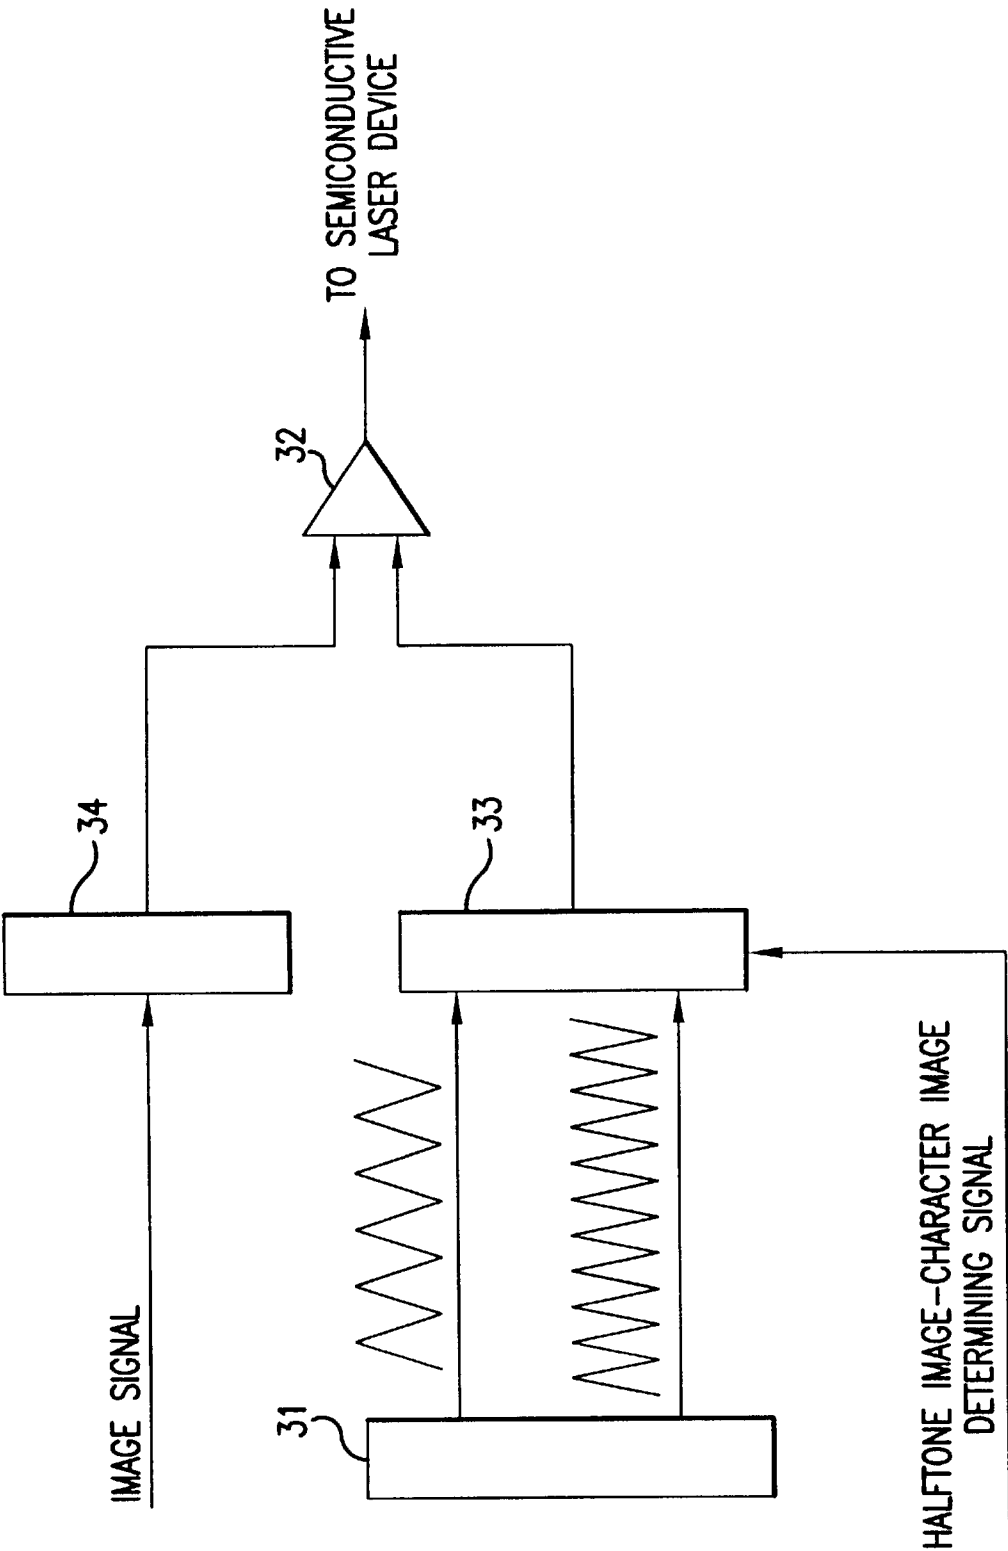 IMAGE SIGNAL
34
31
33
32
TO SEMICONDUCTIVE
LASER DEVICE
HALFTONE IMAGE-CHARACTER IMAGE
DETERMINING SIGNAL